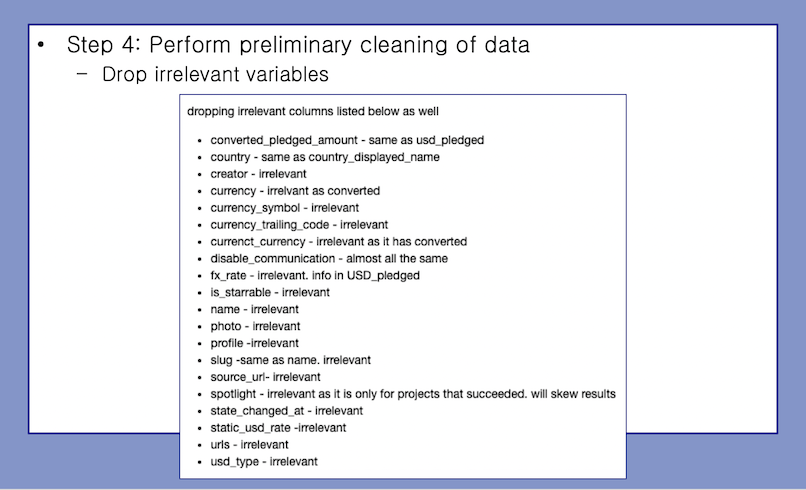 • Step 4: Perform preliminary cleaning of data
– Drop irrelevant variables
dropping irrelevant columns listed below as well
• converted_pledged_amount - same as usd_pledged
• country - same as country_displayed_name
• creator - irrelevant
• currency - irrelvant as converted
• currency_symbol - irrelevant
• currency_trailing_code - irrelevant
• currenct_currency - irrelevant as it has converted
• disable_communication - almost all the same
• fx_rate - irrelevant. info in USD_pledged
• is_starrable - irrelevant
• name - irrelevant
• photo - irrelevant
• profile -irrelevant
• slug -same as name. irrelevant
• source_url- irrelevant
• spotlight - irrelevant as it is only for projects that succeeded. will skew results
• state_changed_at - irrelevant
• static_usd_rate -irrelevant
• urls - irrelevant
• usd_type - irrelevant